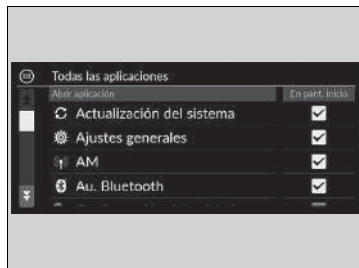 Todas las aplicaciones
Abrir aplicación En pant. inicio
Actualización del sistema
Ajustes generales
AM
Au. Bluetooth